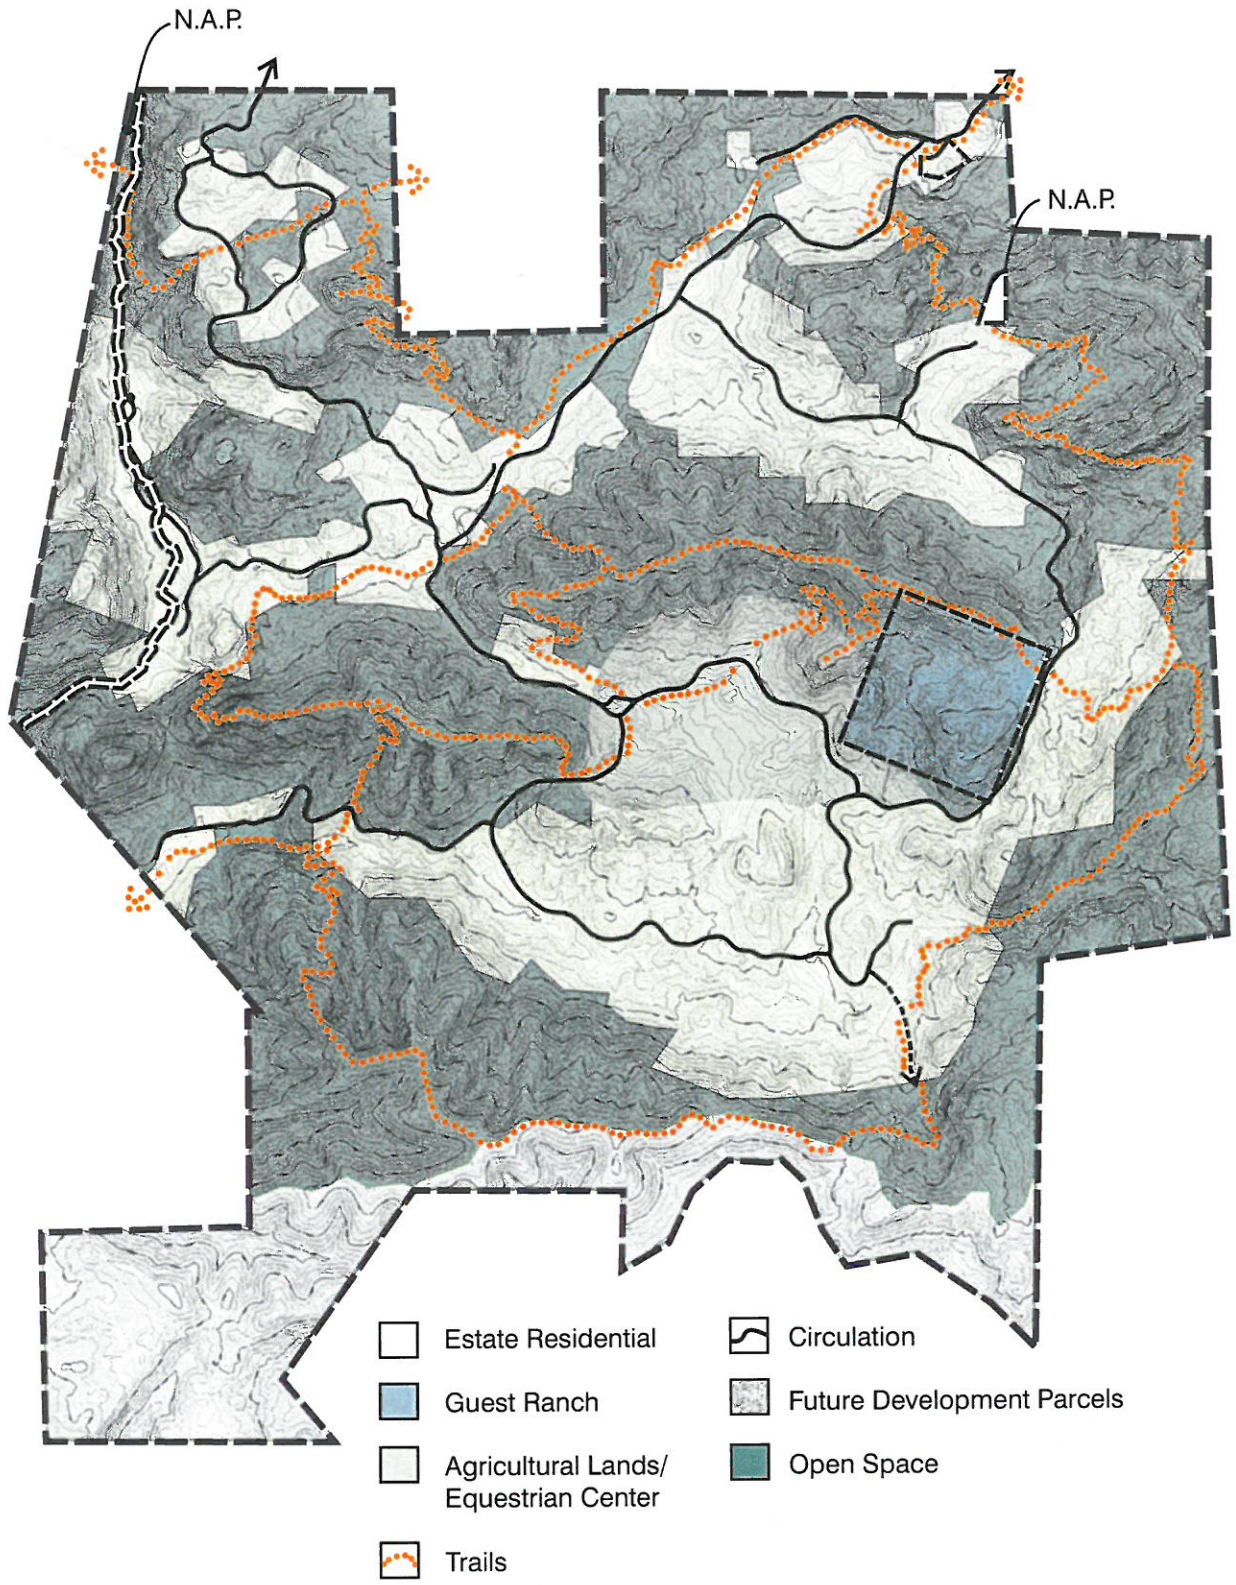 N.A.P.
N.A.P.
Estate Residential
Guest Ranch
Agricultural Lands/
Equestrian Center
Trails
Circulation
Future Development Parcels
Open Space